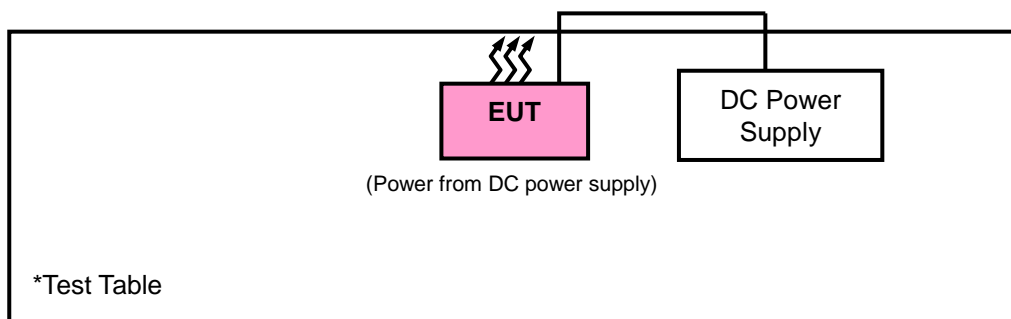 EUT
DC Power
Supply
(Power from DC power supply)
*Test Table